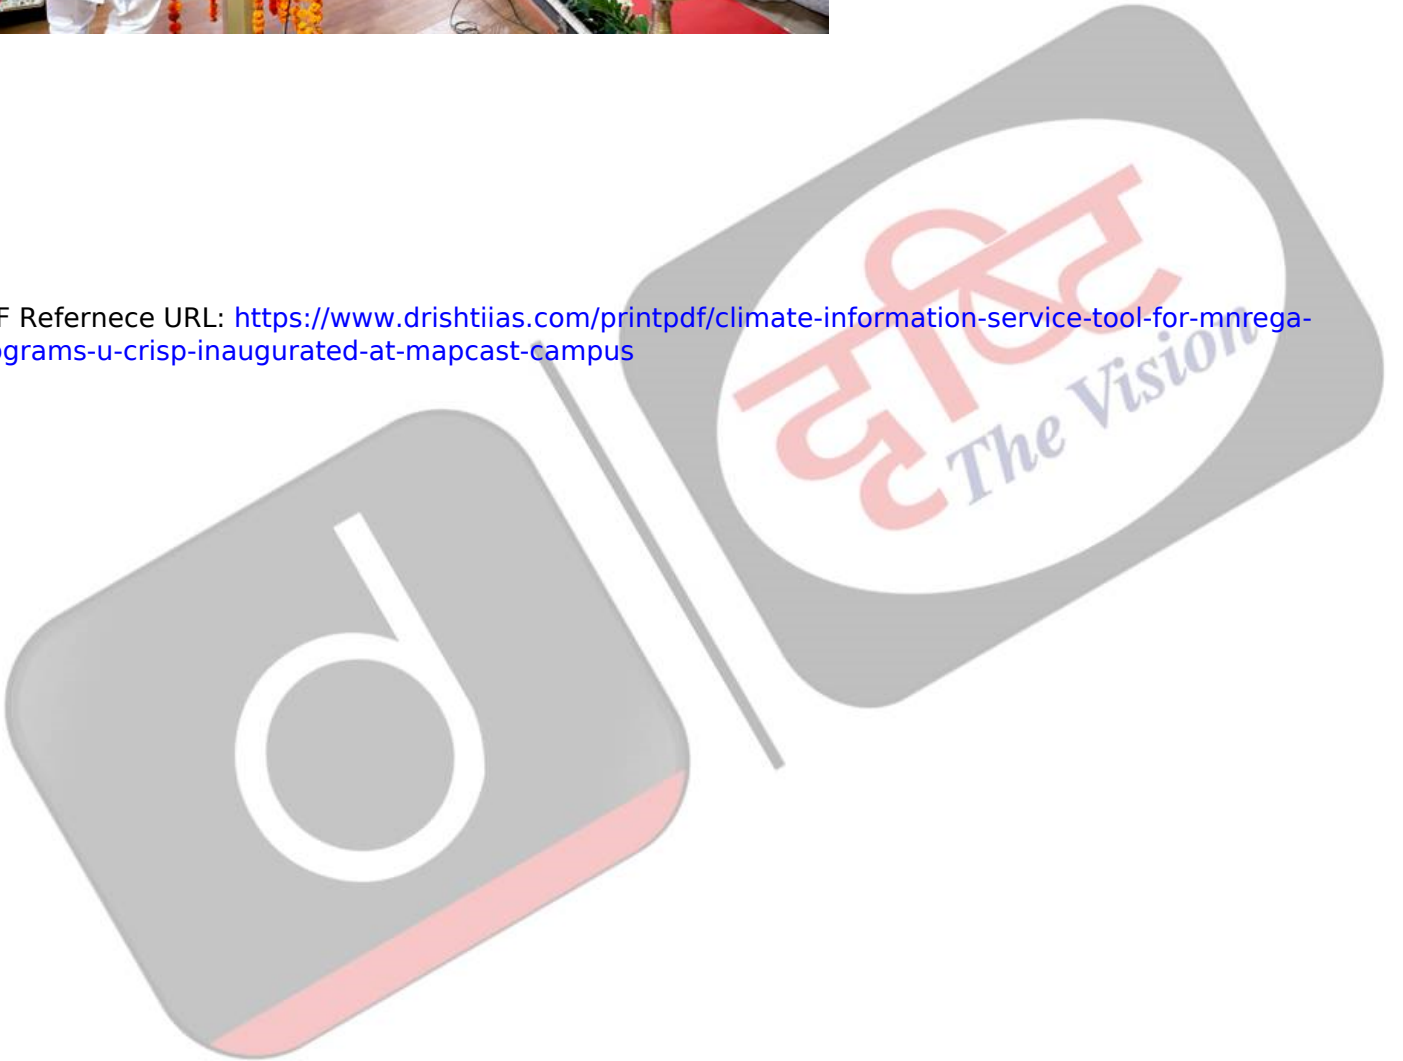 F Refernece URL: https://www.drishtiias.com/printpdf/climate-information-service-tool-for-mnrega-
ograms-u-crisp-inaugurated-at-mapcast-campus
दृष्टि
The Vision
d